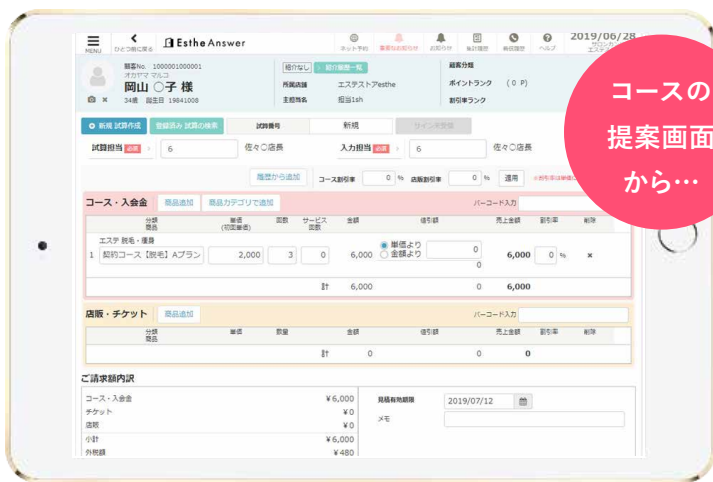 MENU ひとつ前に戻る EstheAnswer ネット予約 重要なお知らせ お知らせ ヘルプ 2019/06/28
顧客No. 1000001000001
オカヤマ マルコ
岡山 ○子 様
34歳 誕生日 19841008
紹介なし 紹介履歴一覧
所属店舗 エステストアesthe
主担当名 担当1sh
顧客分類
ポイントランク ( 0 P)
割引率ランク
コースの
提案画面
から…
新規 試算作成 登録済み 試算の検索 試算番号 新規 サイン未登録
試算担当 必須 6 佐々○店長 入力担当 必須 6 佐々○店長
履歴から追加 コース割引率 0 % 店販割引率 0 % 適用
コース・入会金 商品追加 商品カテゴリで追加 バーコード入力
分類 商品 単価 (初回単価) 回数 サービス 回数 金額 値引額 売上金額 割引率 削除
エステ 脱毛・痩身
1 契約コース【脱毛】Aプラン 2,000 3 0 6,000 単価より 金額より 0 0 6,000 0 % ×
計 6,000 0 6,000
店販・チケット 商品追加 バーコード入力
分類 商品 単価 数量 金額 値引額 売上金額 割引率 削除
計 0 0 0
ご請求額内訳
コース・入会金 ¥6,000
チケット ¥0
店販 ¥0
小計 ¥6,000
外税額 ¥480
見積有効期限 2019/07/12
メモ